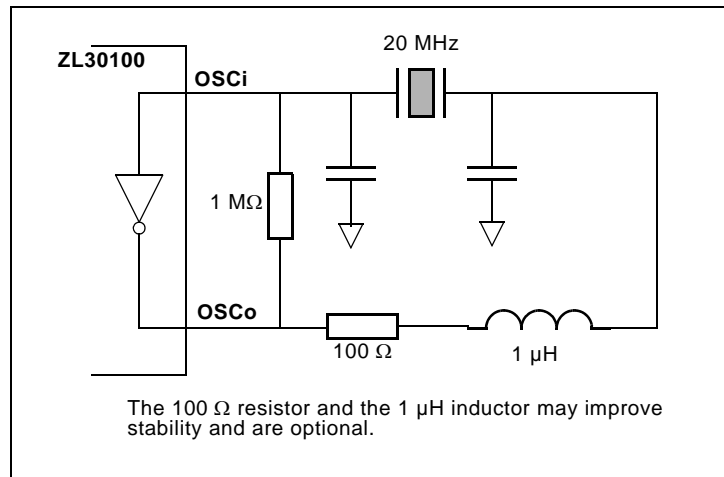 20 MHz
ZL30100
OSCi
1 MΩ
OSCo
100 Ω
1 µH
The 100 Ω resistor and the 1 µH inductor may improve
stability and are optional.